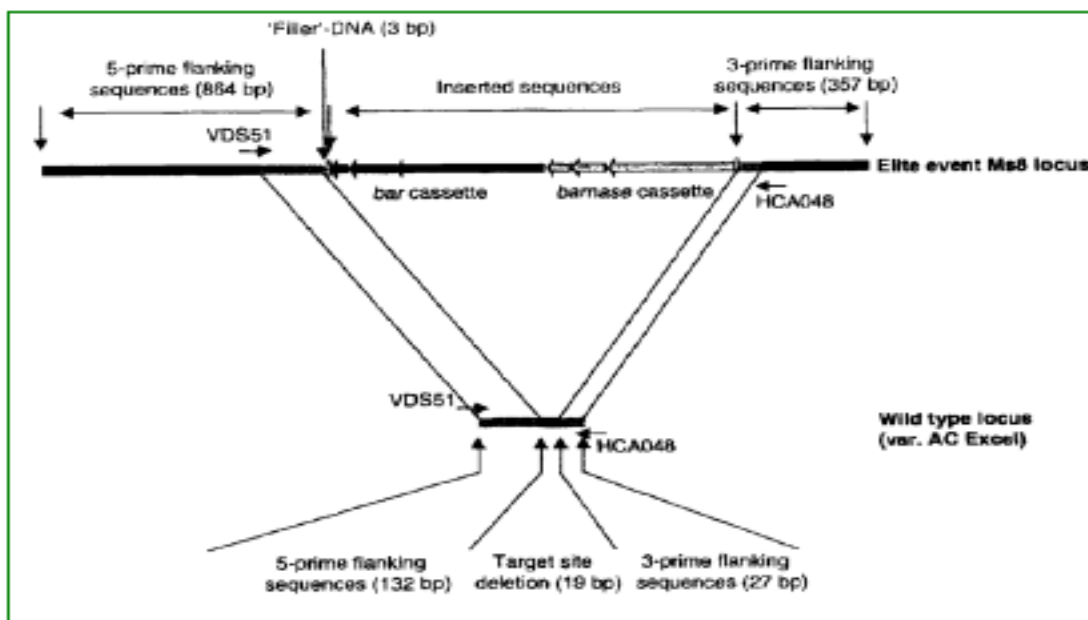 'Filler'-DNA (3 bp)
5-prime flanking
sequences (864 bp)
Inserted sequences
3-prime flanking
sequences (357 bp)
VDS51
Elite event Ms8 locus
bar cassette
barnase cassette
HCA048
VDS51
HCA048
Wild type locus
(var. AC Excel)
5-prime flanking
sequences (132 bp)
Target site
deletion (19 bp)
3-prime flanking
sequences (27 bp)